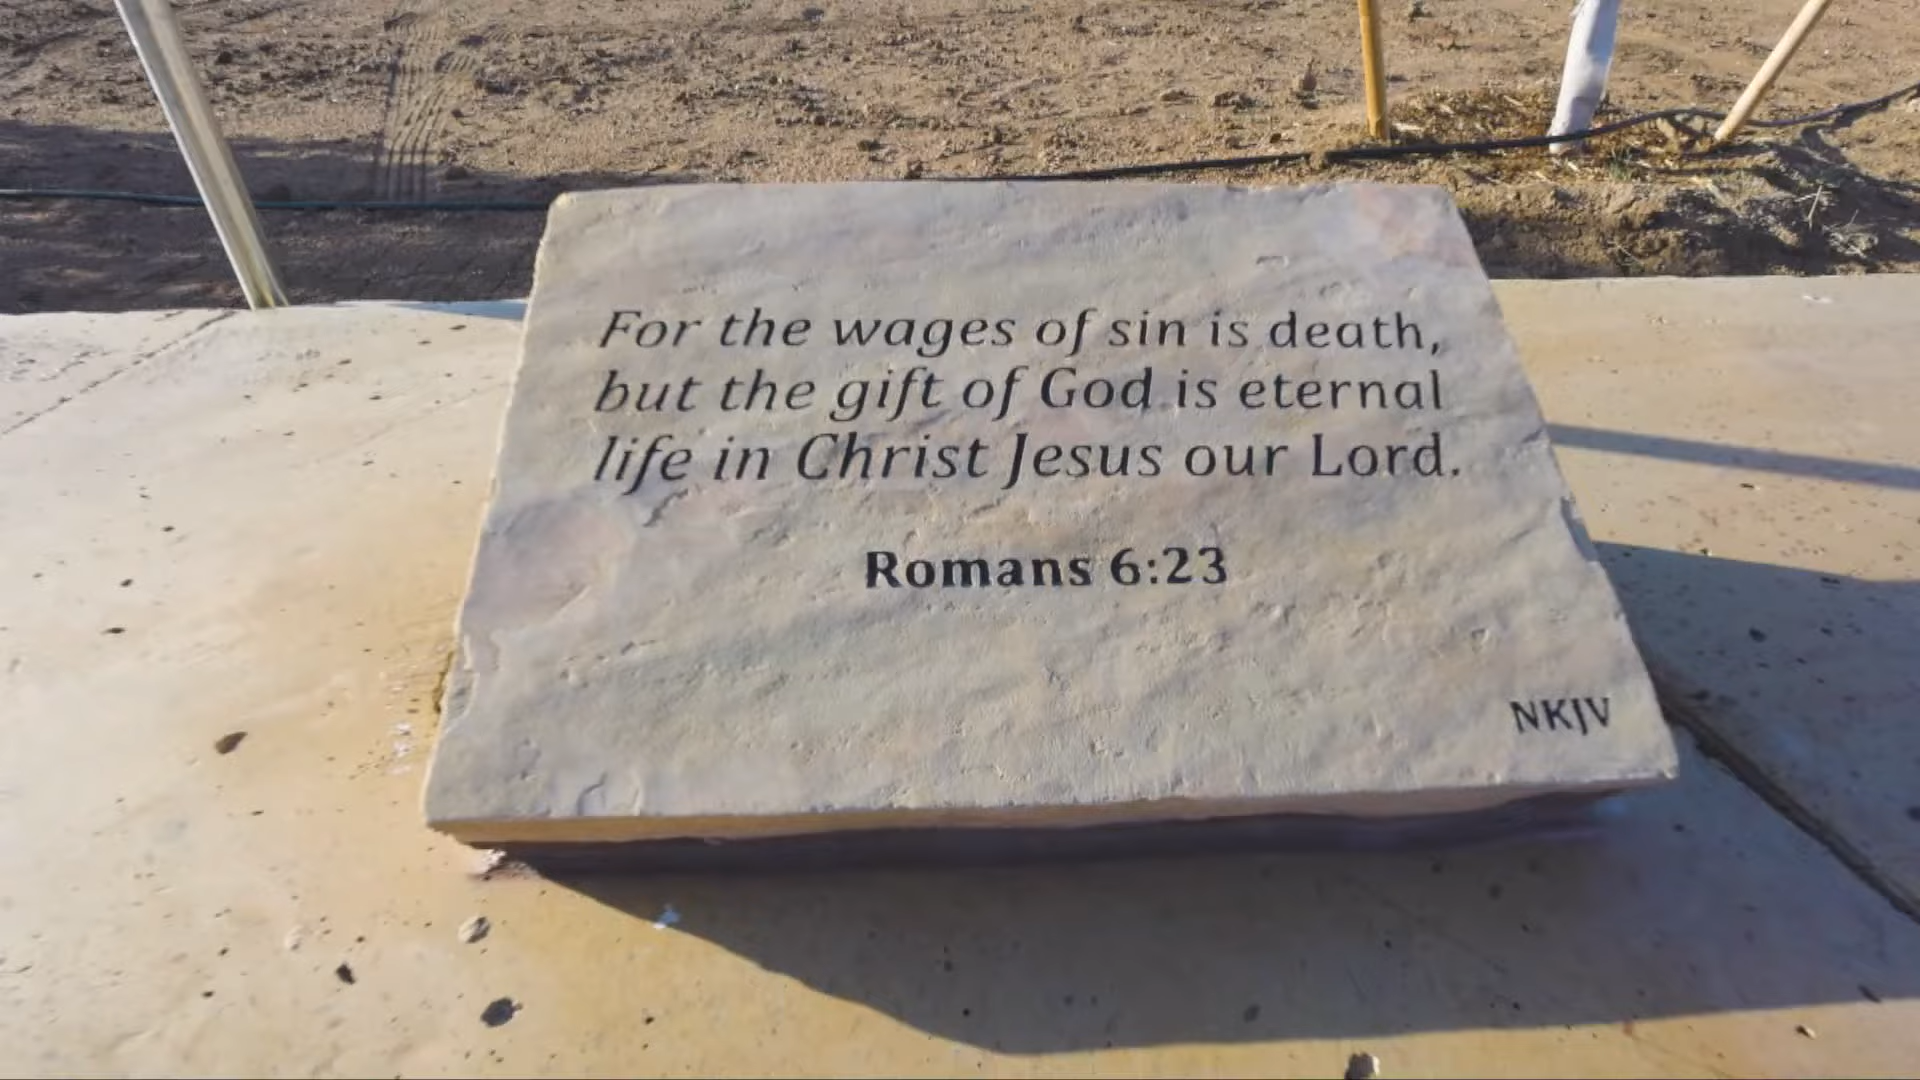 For the wages of sin is death,
but the gift of God is eternal
life in Christ Jesus our Lord.
Romans 6:23
NKJV